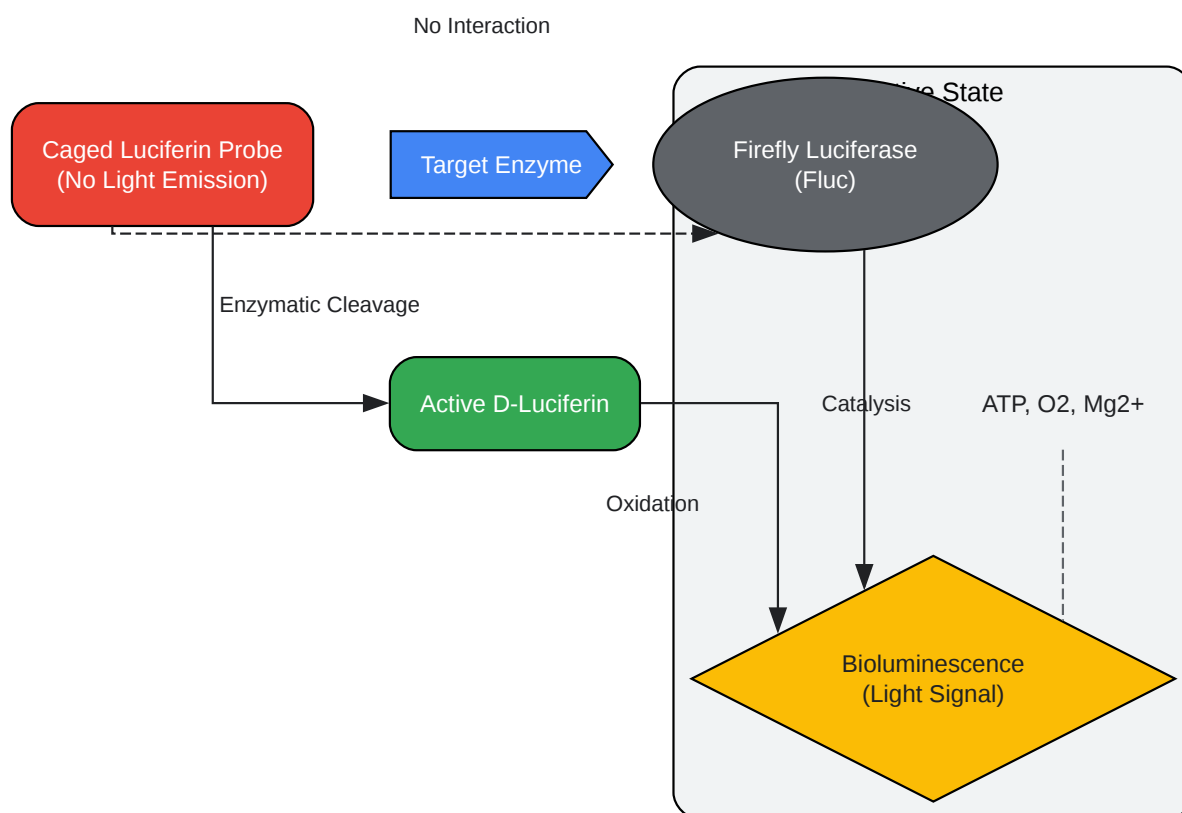 No Interaction
State
Caged Luciferin Probe
(No Light Emission)
Target Enzyme
Firefly Luciferase
(Fluc)
Enzymatic Cleavage
Active D-Luciferin
Catalysis
ATP, O2, Mg2+
Oxidation
Bioluminescence
(Light Signal)